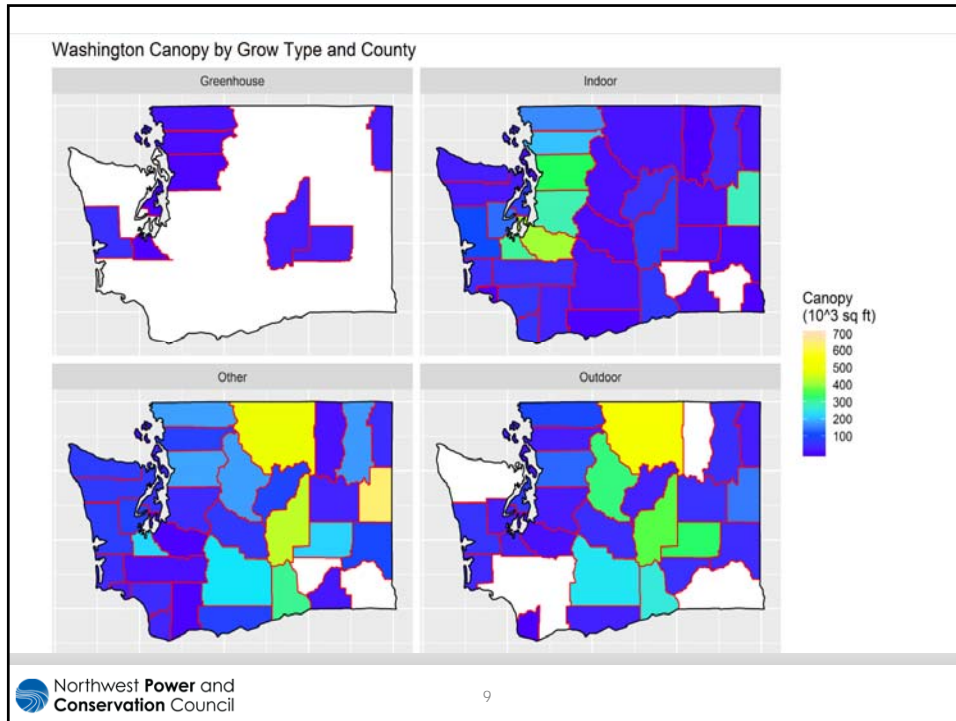 Washington Canopy by Grow Type and County
Greenhouse
Indoor
Other
Outdoor
Canopy
(10^3 sq ft)
700
600
500
400
300
200
100
Northwest Power and
Conservation Council
9